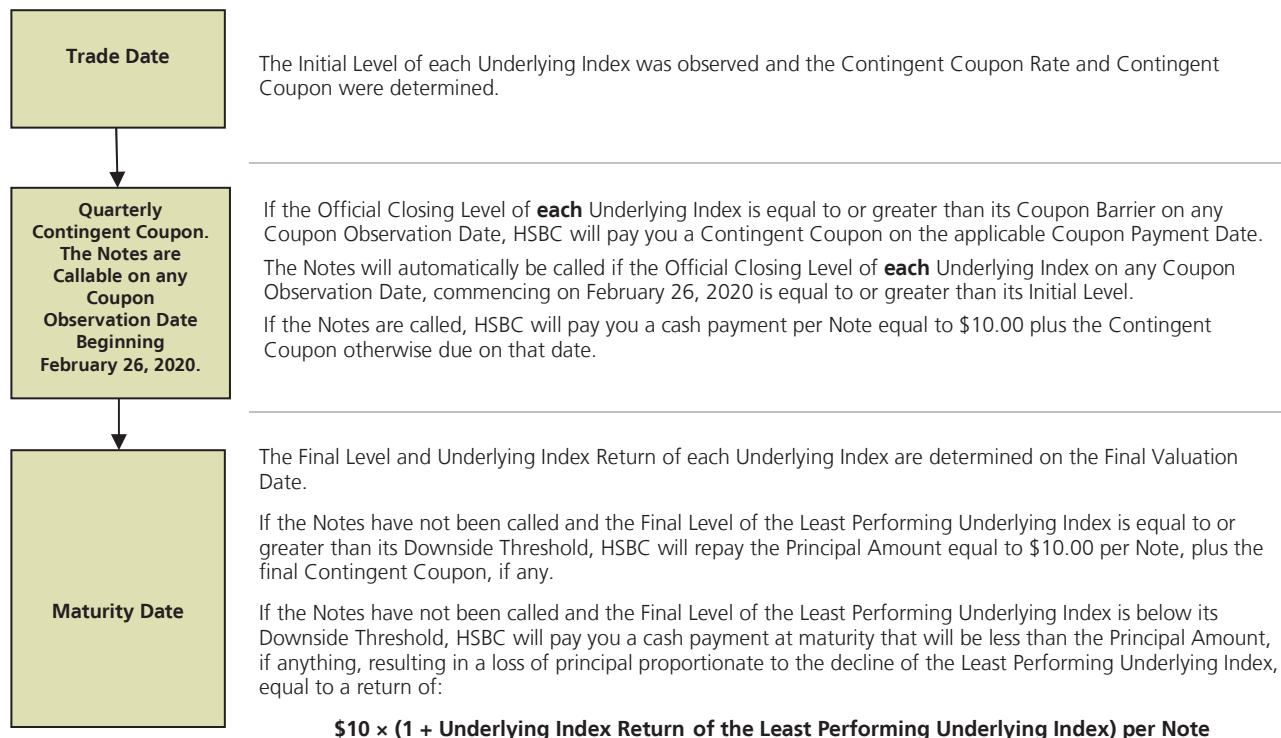 Trade Date
The Initial Level of each Underlying Index was observed and the Contingent Coupon Rate and Contingent
Coupon were determined.
Quarterly
Contingent Coupon.
The Notes are
Callable on any
Coupon
Observation Date
Beginning
February 26, 2020.
If the Official Closing Level of each Underlying Index is equal to or greater than its Coupon Barrier on any
Coupon Observation Date, HSBC will pay you a Contingent Coupon on the applicable Coupon Payment Date.
The Notes will automatically be called if the Official Closing Level of each Underlying Index on any Coupon
Observation Date, commencing on February 26, 2020 is equal to or greater than its Initial Level.
If the Notes are called, HSBC will pay you a cash payment per Note equal to $10.00 plus the Contingent
Coupon otherwise due on that date.
Maturity Date
The Final Level and Underlying Index Return of each Underlying Index are determined on the Final Valuation
Date.
If the Notes have not been called and the Final Level of the Least Performing Underlying Index is equal to or
greater than its Downside Threshold, HSBC will repay the Principal Amount equal to $10.00 per Note, plus the
final Contingent Coupon, if any.
If the Notes have not been called and the Final Level of the Least Performing Underlying Index is below its
Downside Threshold, HSBC will pay you a cash payment at maturity that will be less than the Principal Amount,
if anything, resulting in a loss of principal proportionate to the decline of the Least Performing Underlying Index,
equal to a return of:
$10 × (1 + Underlying Index Return of the Least Performing Underlying Index) per Note